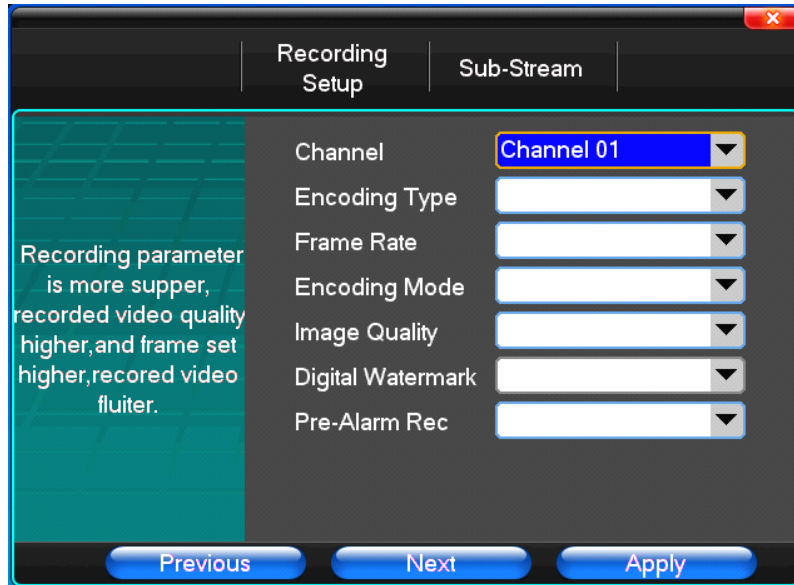 Recording
Setup
Sub-Stream
Recording parameter
is more supper,
recorded video quality
higher,and frame set
higher,recored video
fluiter.
Channel
Channel 01
Encoding Type
Frame Rate
Encoding Mode
Image Quality
Digital Watermark
Pre-Alarm Rec
Previous
Next
Apply